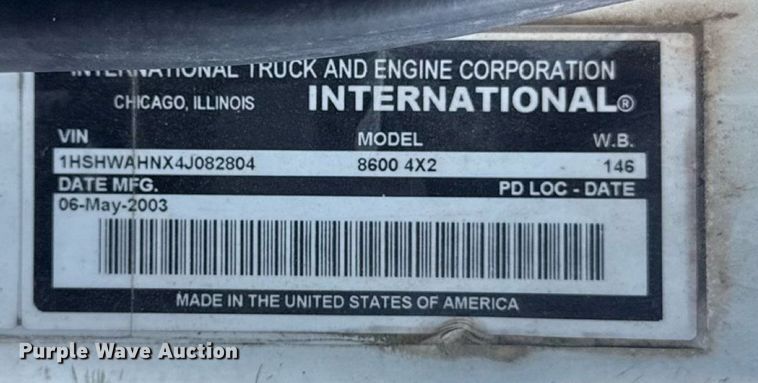 INTERNATIONAL TRUCK AND ENGINE CORPORATION
CHICAGO, ILLINOIS INTERNATIONAL®
VIN MODEL W.B.
1HSHWAHNX4J082804 8600 4X2 146
DATE MFG. PD LOC - DATE
06-May-2003
MADE IN THE UNITED STATES OF AMERICA
Purple Wave Auction